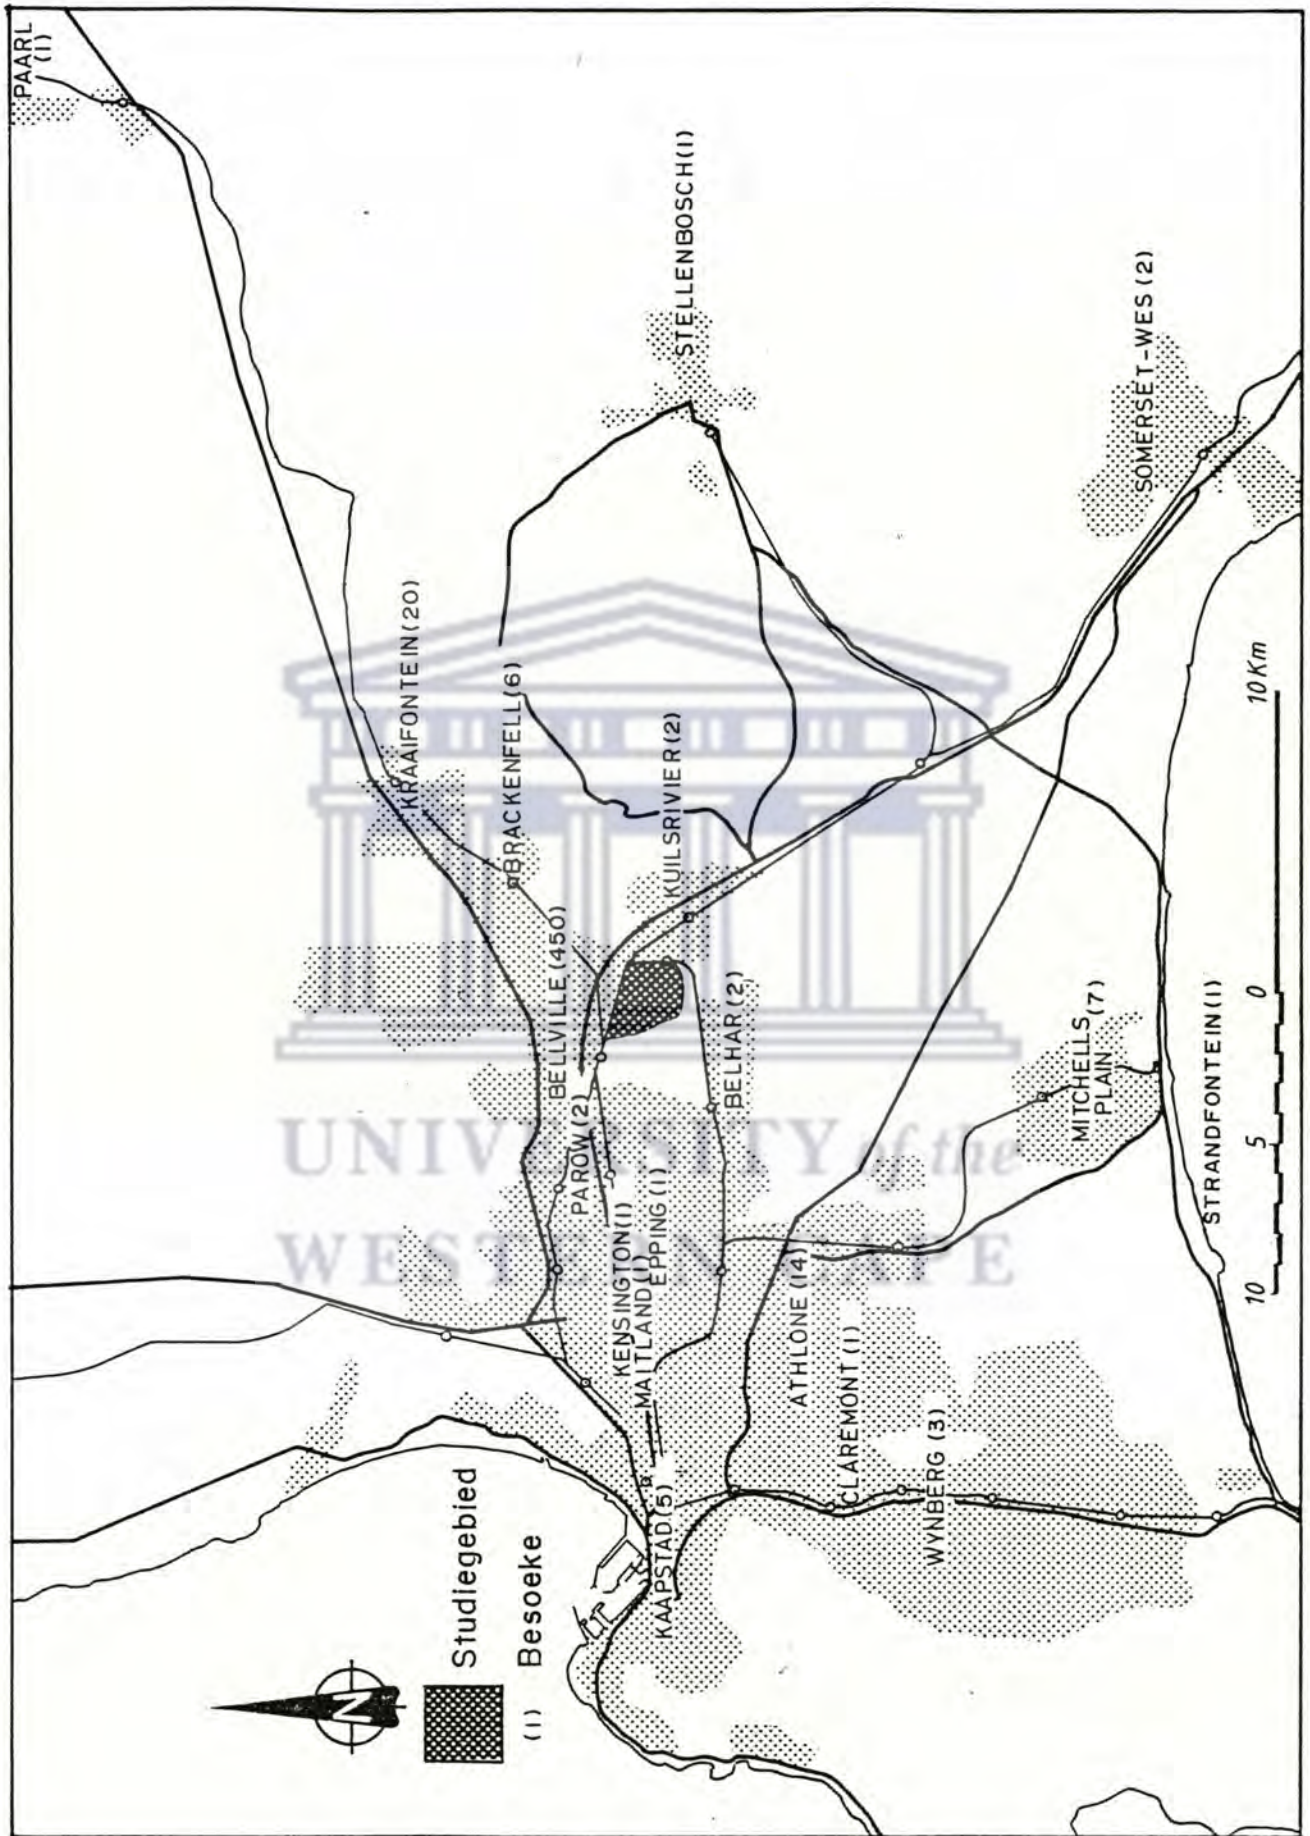 PAARL
(1)
STELLENBOSCH(1)
SOMERSET-WES(2)
KRAAIFONTEIN(20)
BRACKENFELL(6)
KUILSRIVIER(2)
BELLVILLE(450)
BELHAR(2)
PAROW(2)
MITCHELLS(7)
PLAIN
STRANDFONTEIN(1)
KENSINGTON(1)
MAITLAND(1)
EPPING(1)
ATHLONE(14)
CLAREMONT(1)
WYNBERG(3)
KAAPSTAD(5)
10 5 0 10 Km
N
Studiegebied
(1) Besoeke
UNIVERSITY of the
WESTERN CAPE